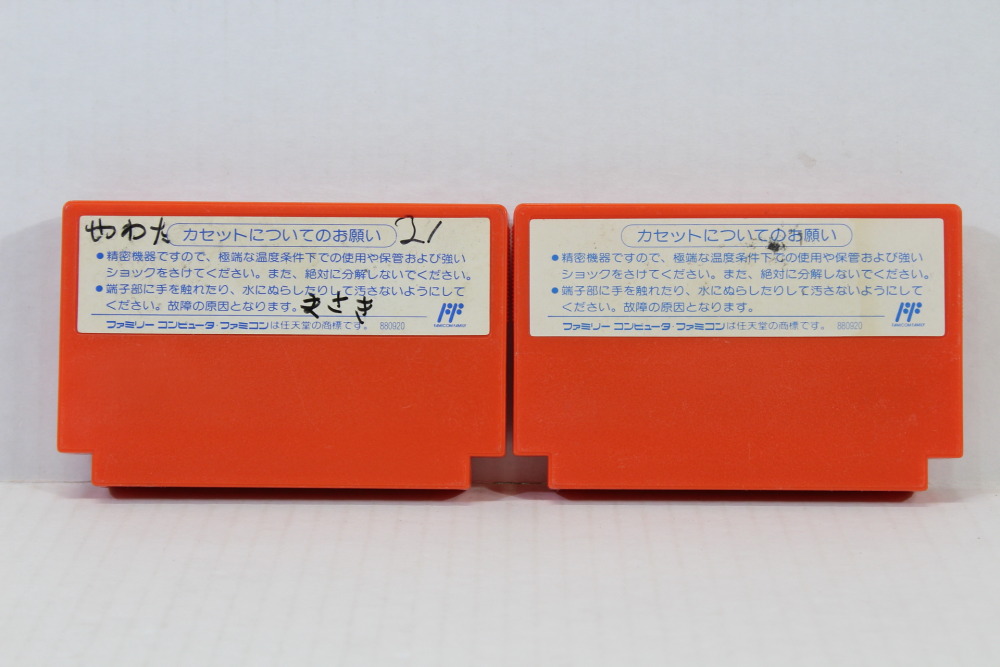 やわた カセットについてのお願い 21
●精密機器ですので、極端な温度条件下での使用や保管および強い
ショックをさけてください。また、絶対に分解しないでください。
●端子部に手を触れたり、水にぬらしたりして汚さないようにして
ください。故障の原因となります。 まさき
ファミリーコンピュータ・ファミコンは任天堂の商標です。 880920
カセットについてのお願い
●精密機器ですので、極端な温度条件下での使用や保管および強い
ショックをさけてください。また、絶対に分解しないでください。
●端子部に手を触れたり、水にぬらしたりして汚さないようにして
ください。故障の原因となります。
ファミリーコンピュータ・ファミコンは任天堂の商標です。 880920